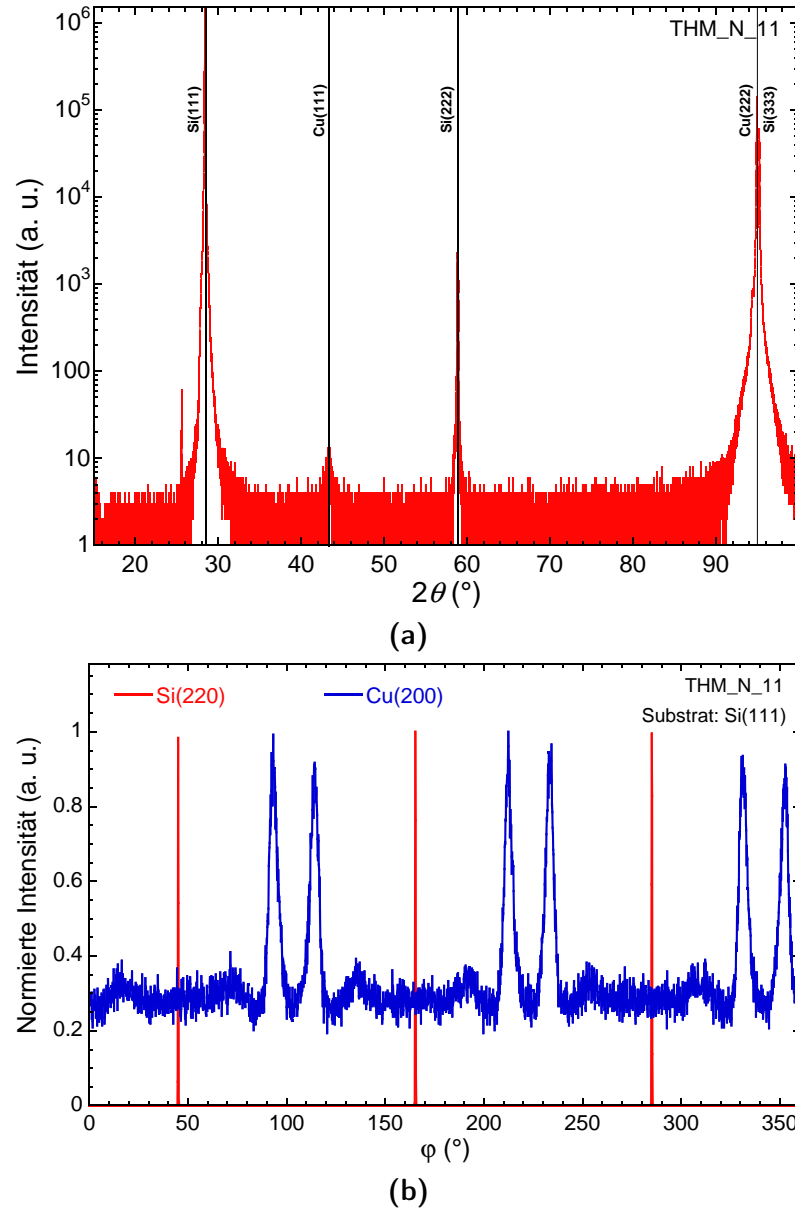 10⁶
THM_N_11
10⁵
Si(111)
Cu(111)
Si(222)
Cu(222)
Si(333)
10⁴
10³
100
10
1
Intensität (a. u.)
20 30 40 50 60 70 80 90
2θ (°)
(a)
Si(220) Cu(200) THM_N_11
Substrat: Si(111)
1
0.8
0.6
0.4
0.2
0
Normierte Intensität (a. u.)
0 50 100 150 200 250 300 350
φ (°)
(b)